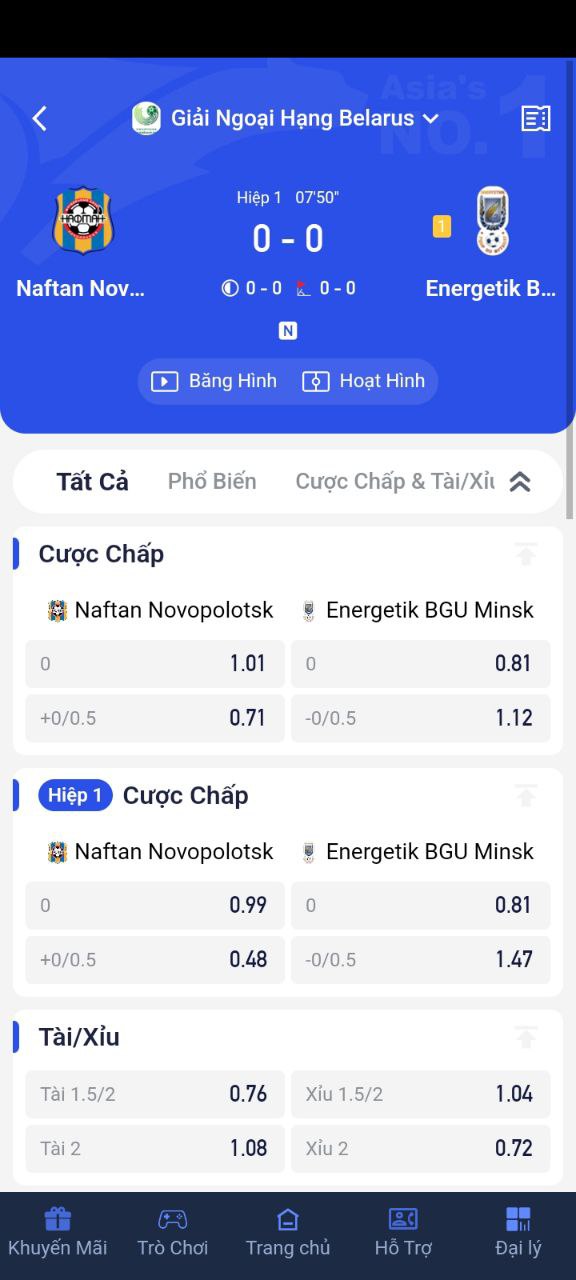 Asia's
NO.1
Giải Ngoại Hạng Belarus
НАФТАН
Hiệp 1 07'50"
0 - 0
1
Naftan Nov...
0 - 0 0 - 0
Energetik B...
N
Băng Hình Hoạt Hình
Tất Cả Phổ Biến Cược Chấp & Tài/Xỉu
Cược Chấp
Naftan Novopolotsk Energetik BGU Minsk
0 1.01 0 0.81
+0/0.5 0.71 -0/0.5 1.12
Hiệp 1 Cược Chấp
Naftan Novopolotsk Energetik BGU Minsk
0 0.99 0 0.81
+0/0.5 0.48 -0/0.5 1.47
Tài/Xỉu
Tài 1.5/2 0.76 Xỉu 1.5/2 1.04
Tài 2 1.08 Xỉu 2 0.72
Khuyến Mãi Trò Chơi Trang chủ Hỗ Trợ Đại lý